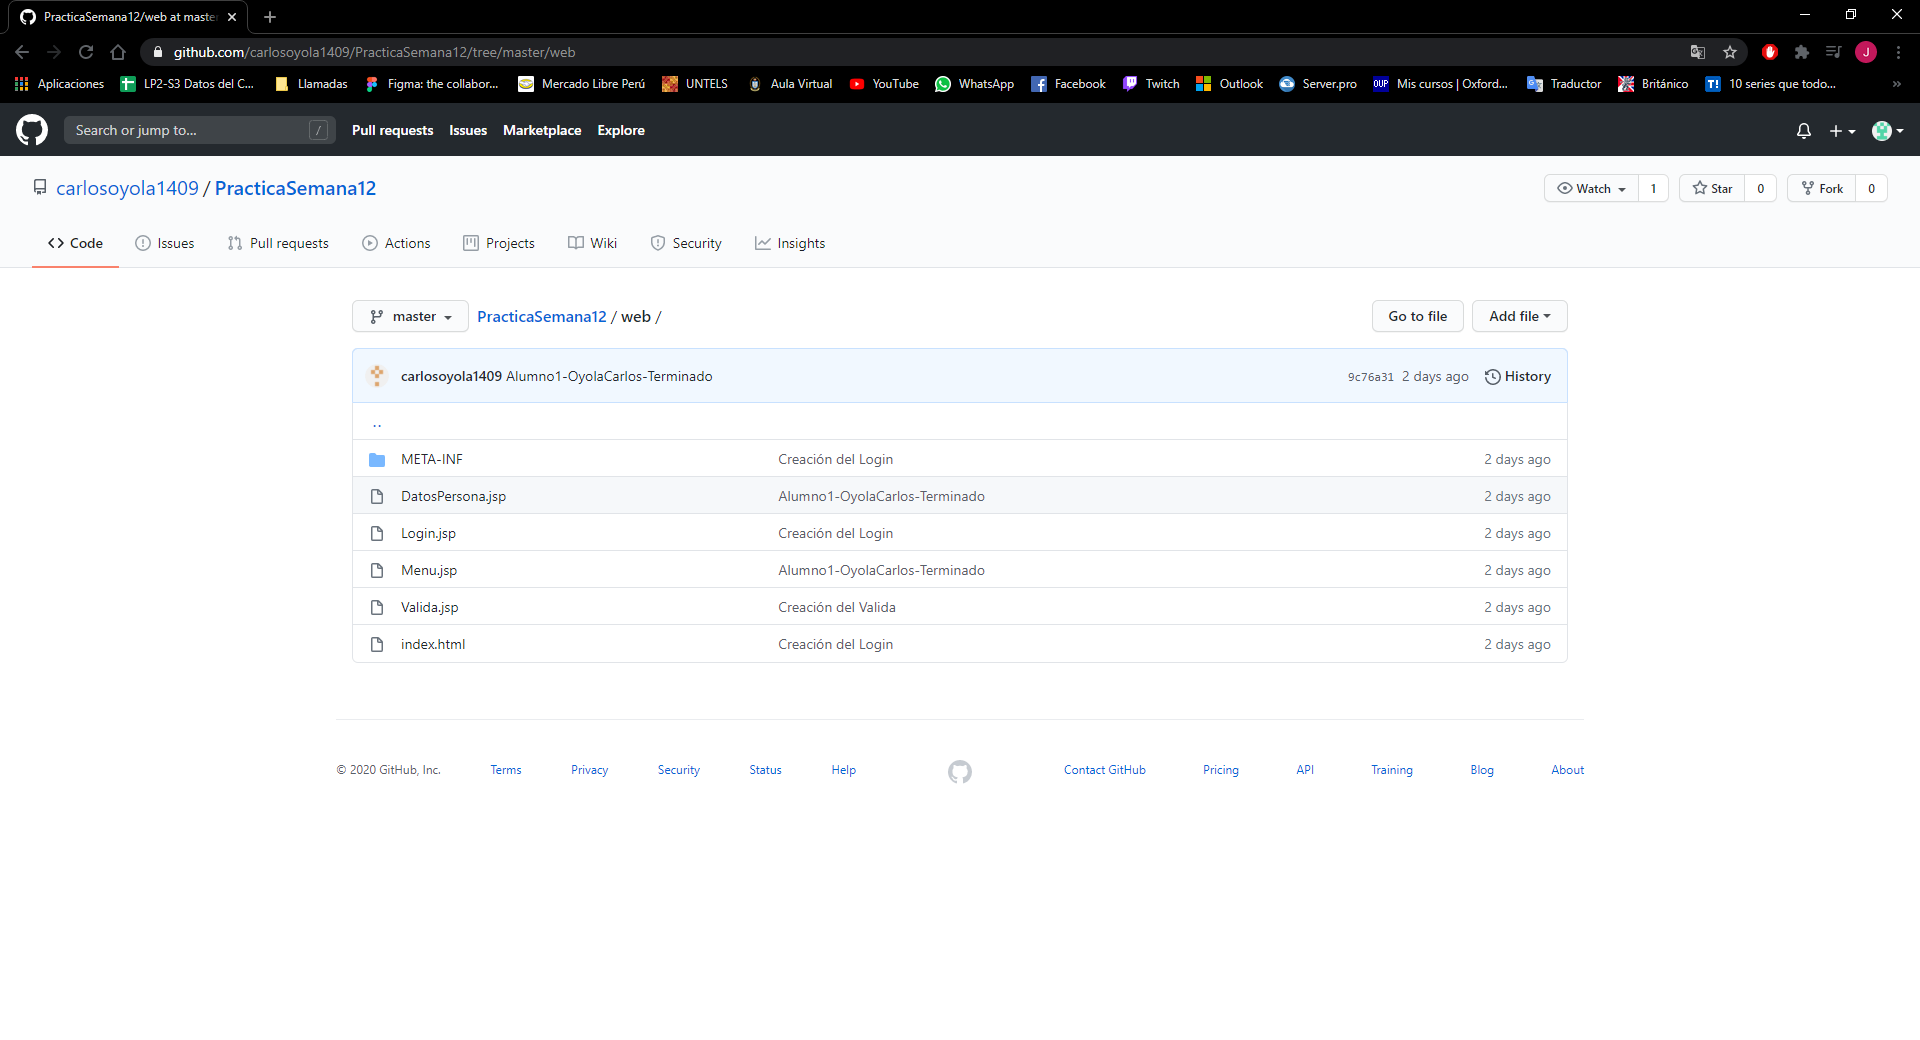 PracticaSemana12/web at master
github.com/carlosoyola1409/PracticaSemana12/tree/master/web
J
Aplicaciones LP2-S3 Datos del C... Llamadas Figma: the collabor... Mercado Libre Perú UNTELS Aula Virtual YouTube WhatsApp Facebook Twitch Outlook Server.pro OUP Mis cursos | Oxford... Traductor Británico T! 10 series que todo... »
Search or jump to... / Pull requests Issues Marketplace Explore
carlosoyola1409 / PracticaSemana12 Watch 1 Star 0 Fork 0
Code Issues Pull requests Actions Projects Wiki Security Insights
master PracticaSemana12 / web / Go to file Add file
carlosoyola1409 Alumno1-OyolaCarlos-Terminado 9c76a31 2 days ago History
..
META-INF Creación del Login 2 days ago
DatosPersona.jsp Alumno1-OyolaCarlos-Terminado 2 days ago
Login.jsp Creación del Login 2 days ago
Menu.jsp Alumno1-OyolaCarlos-Terminado 2 days ago
Valida.jsp Creación del Valida 2 days ago
index.html Creación del Login 2 days ago
© 2020 GitHub, Inc. Terms Privacy Security Status Help Contact GitHub Pricing API Training Blog About